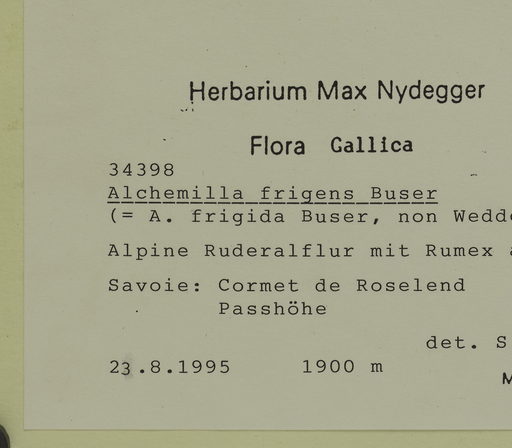 Herbarium Max Nydegger
Flora Gallica
34398
Alchemilla frigens Buser
(= A. frigida Buser, non
Alpine Ruderalflur mit Rumex
Savoie: Cormet de Roselend
Passhöhe
det. S
23.8.1995 1900 m